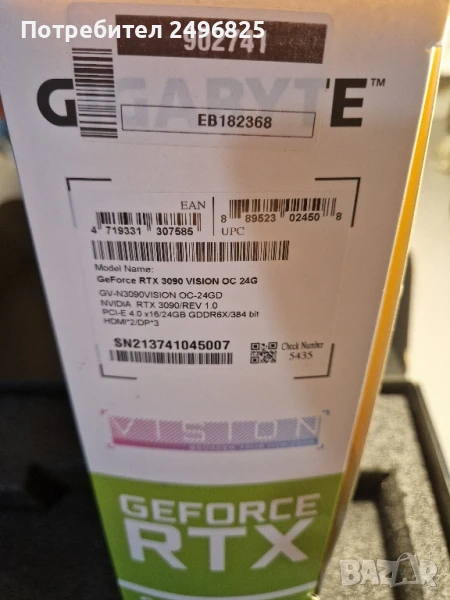 Потребител 2496825
902741
GIGABYTE™
EB182368
EAN
4 719331 307585
8 89523 02450 8
UPC
Model Name:
GeForce RTX 3090 VISION OC 24G
GV-N3090VISION OC-24GD
NVIDIA RTX 3090/REV 1.0
PCI-E 4.0 x16/24GB GDDR6X/384 bit
HDMI*2/DP*3
SN213741045007
Check Number
5435
VISION
GEFORCE
RTX
BAZAR